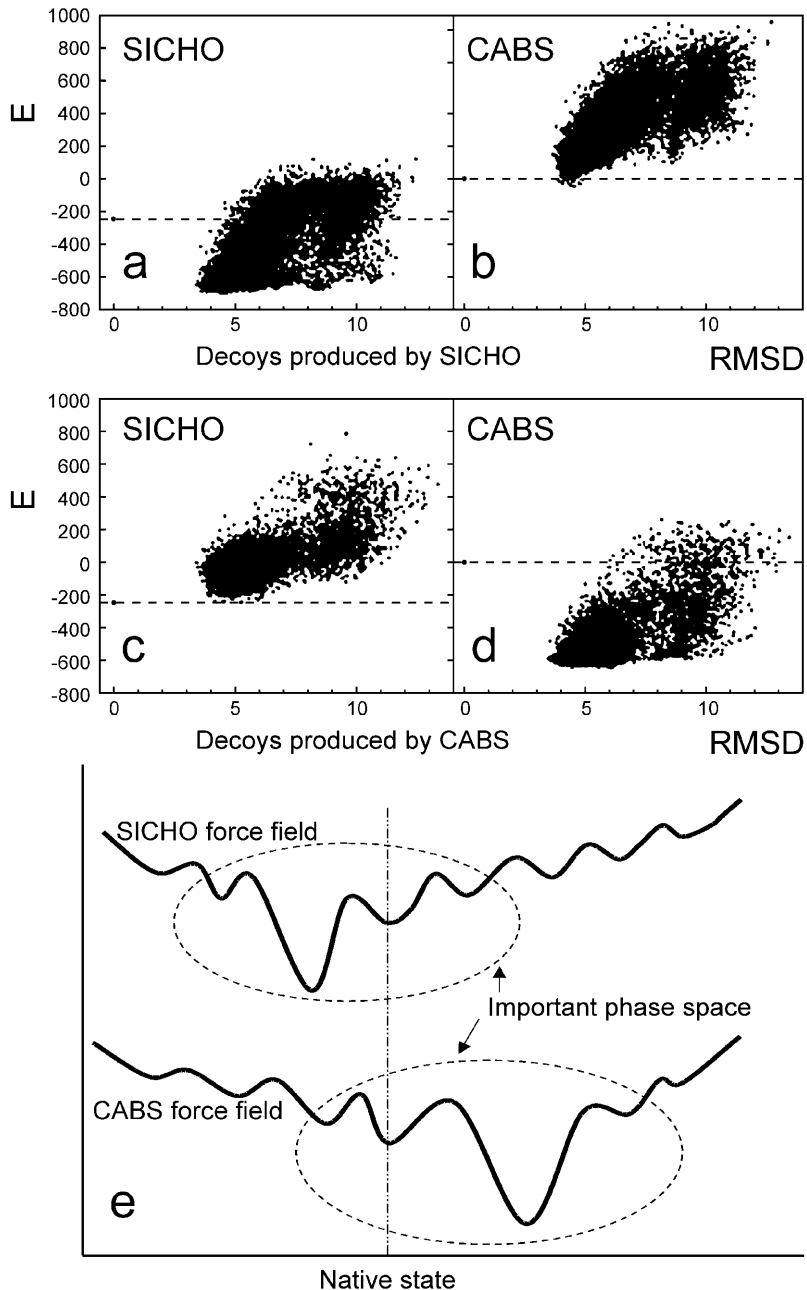 SICHO CABS
E
1000
800
600
400
200
0
-200
-400
-600
-800
a b
0 5 10 0 5 10
Decoys produced by SICHO RMSD
SICHO CABS
E
1000
800
600
400
200
0
-200
-400
-600
-800
c d
0 5 10 0 5 10
Decoys produced by CABS RMSD
SICHO force field
Important phase space
CABS force field
e
Native state